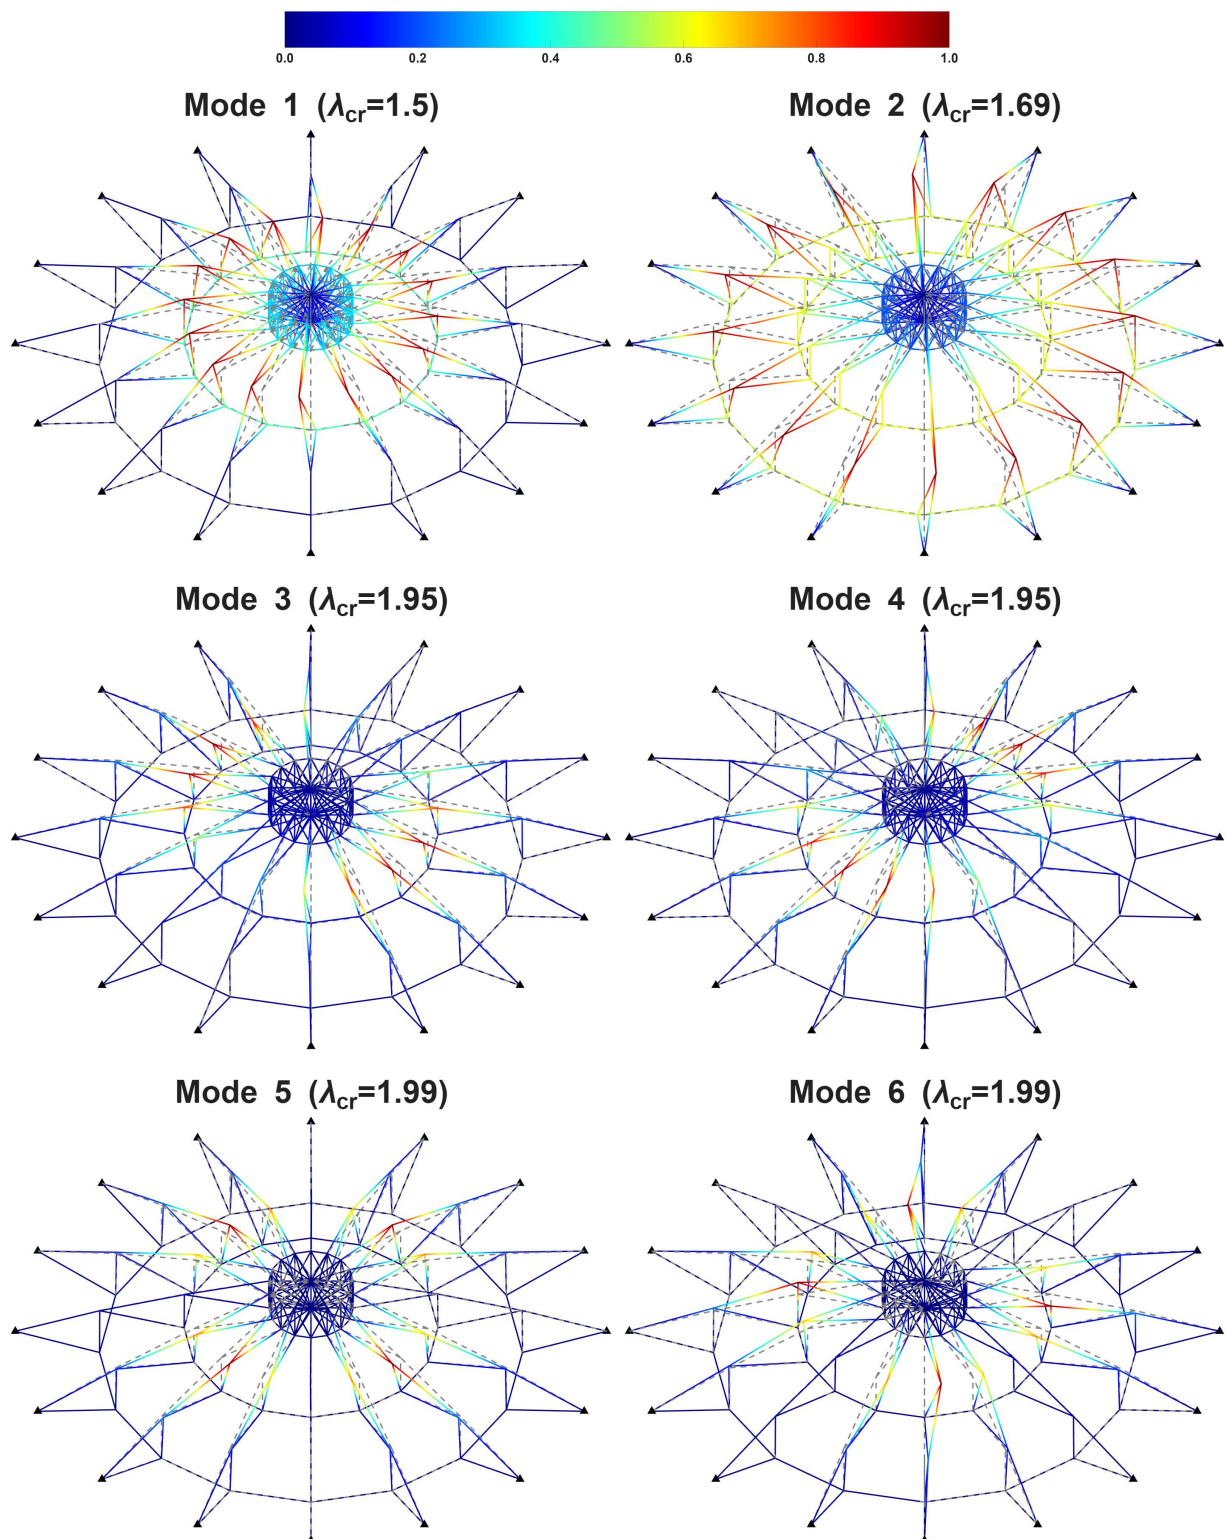 0.0 0.2 0.4 0.6 0.8 1.0
Mode 1 (λcr=1.5)
Mode 2 (λcr=1.69)
Mode 3 (λcr=1.95)
Mode 4 (λcr=1.95)
Mode 5 (λcr=1.99)
Mode 6 (λcr=1.99)